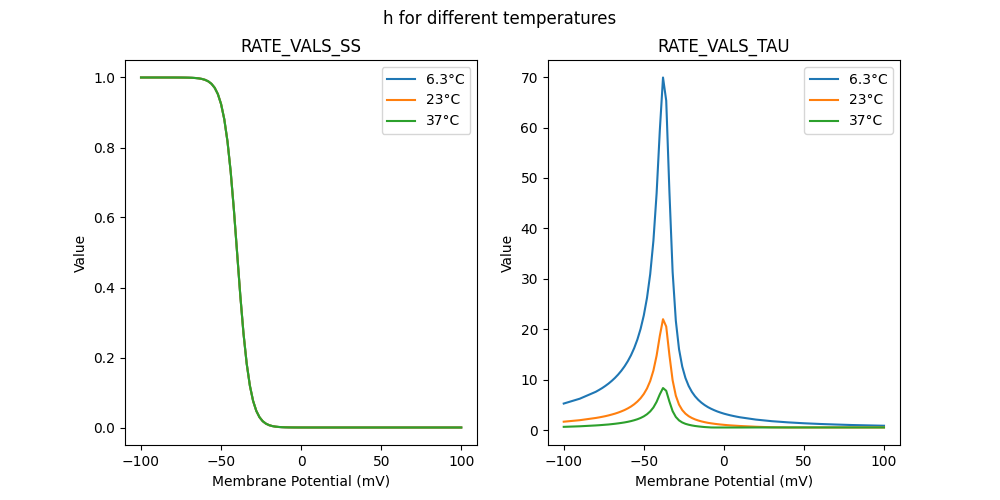 h for different temperatures
RATE_VALS_SS
1.0
0.8
0.6
0.4
0.2
0.0
Value
−100
−50
0
50
100
Membrane Potential (mV)
6.3°C
23°C
37°C
RATE_VALS_TAU
70
60
50
40
30
20
10
0
Value
−100
−50
0
50
100
Membrane Potential (mV)
6.3°C
23°C
37°C